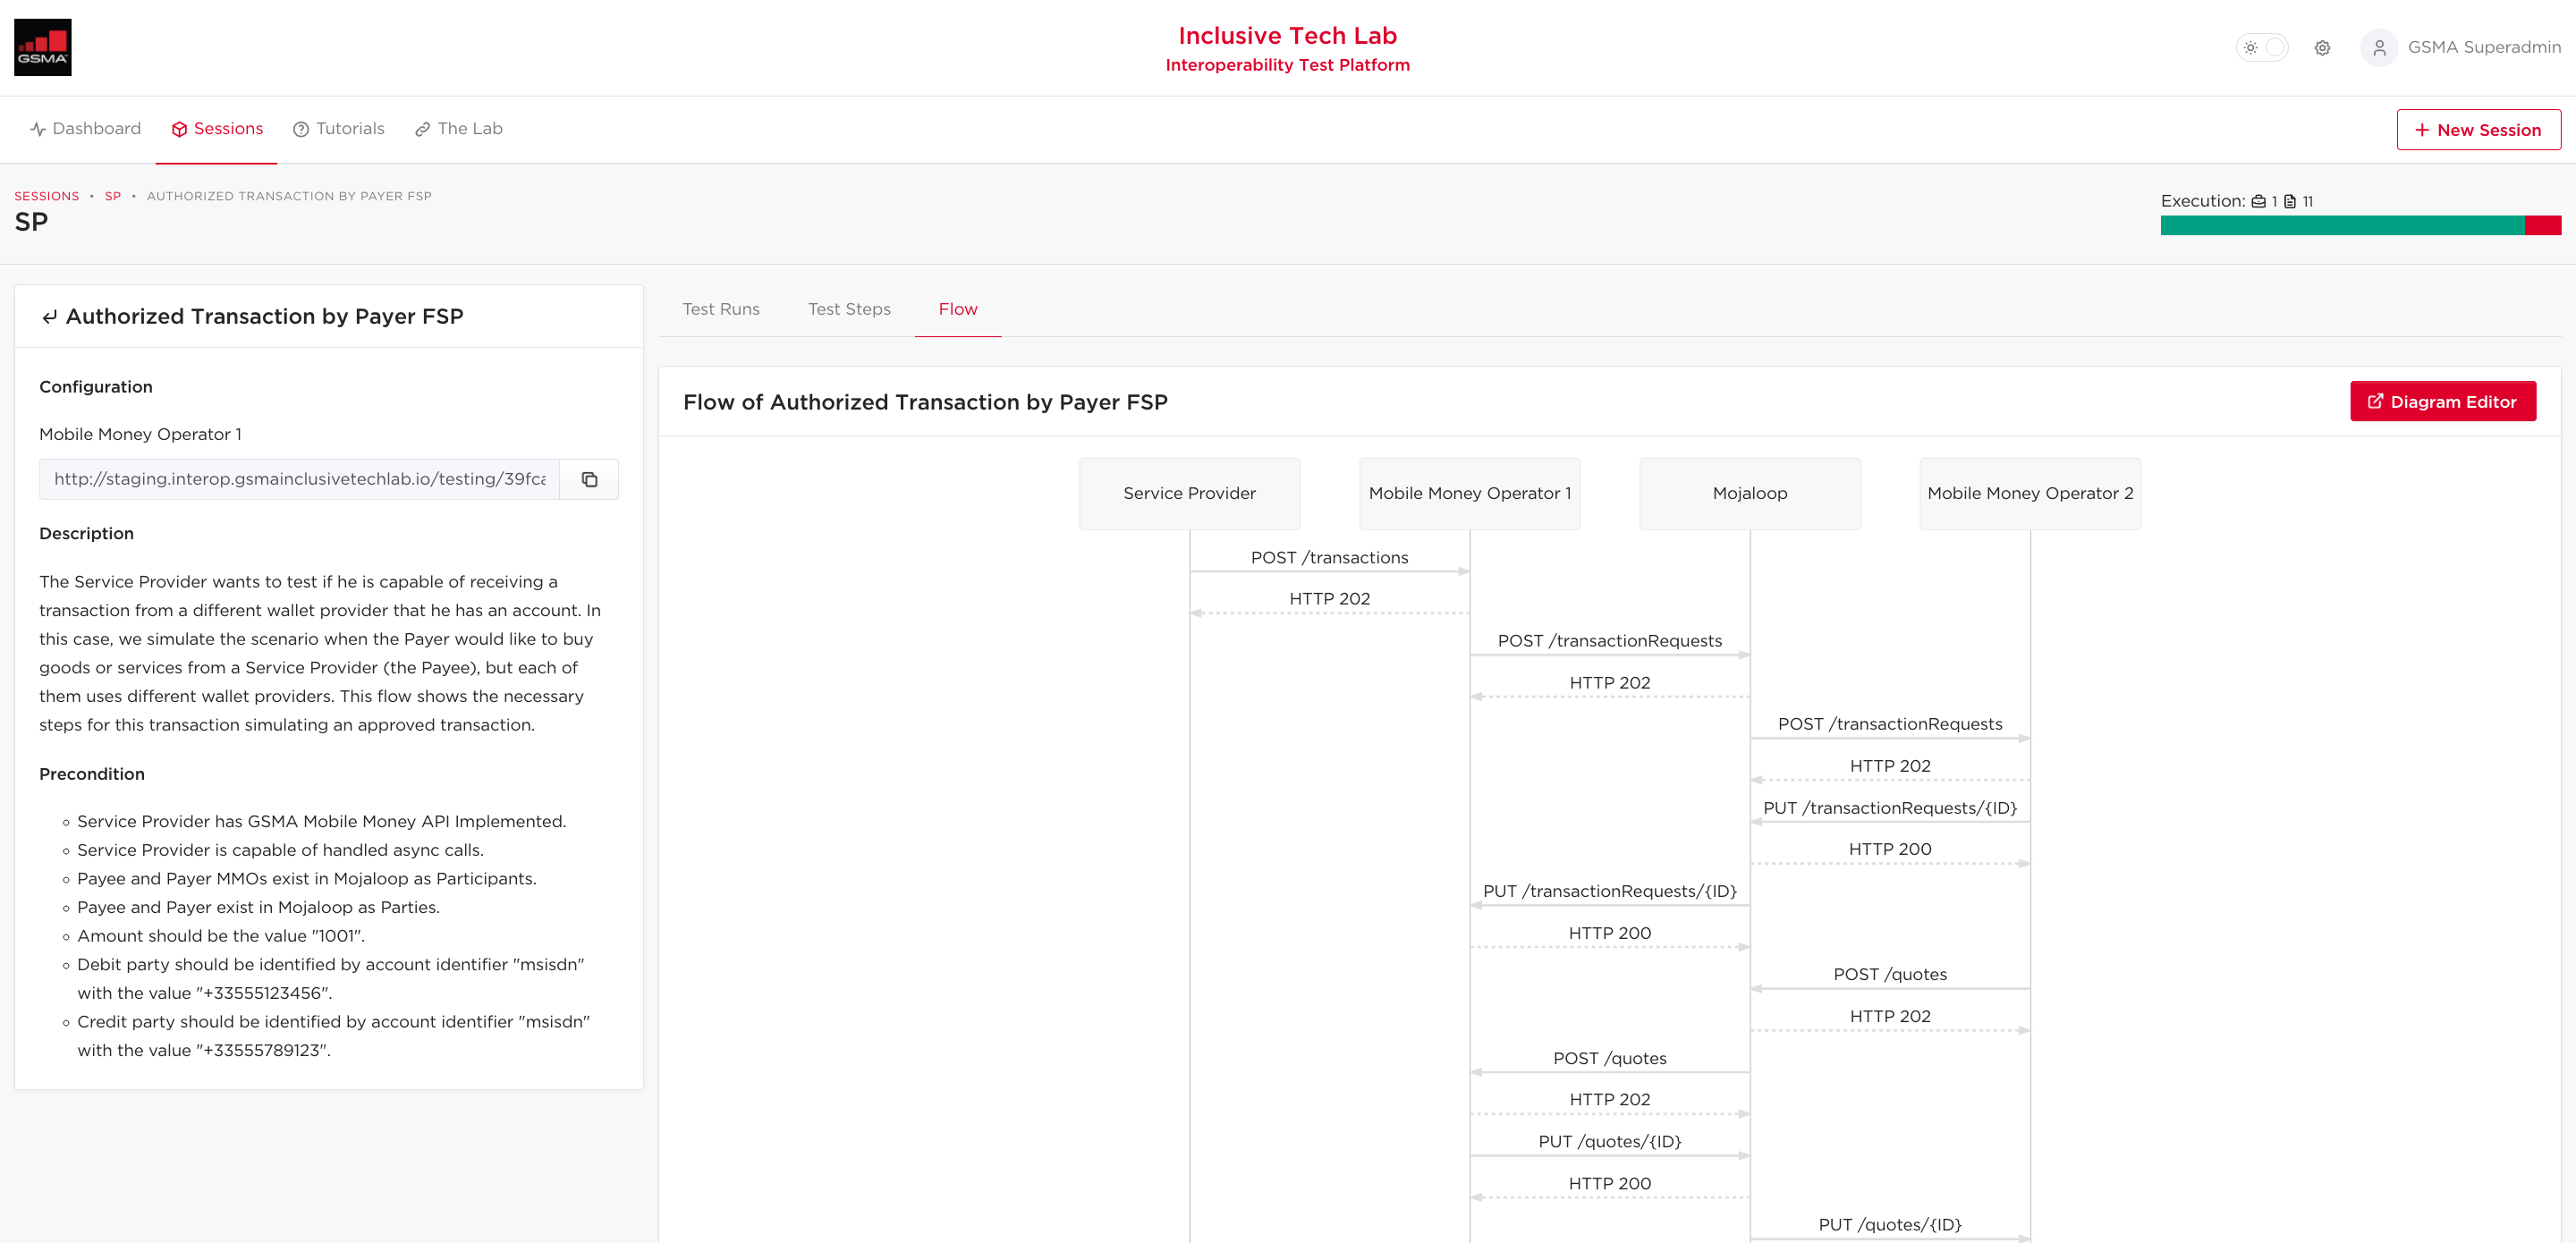 GSMA
Inclusive Tech Lab
Interoperability Test Platform
GSMA Superadmin
Dashboard
Sessions
Tutorials
The Lab
New Session
SESSIONS • SP • AUTHORIZED TRANSACTION BY PAYER FSP
SP
Execution: 1 11
Authorized Transaction by Payer FSP
Configuration
Mobile Money Operator 1
http://staging.interop.gsmainclusivetechlab.io/testing/39fca
Description
The Service Provider wants to test if he is capable of receiving a
transaction from a different wallet provider that he has an account. In
this case, we simulate the scenario when the Payer would like to buy
goods or services from a Service Provider (the Payee), but each of
them uses different wallet providers. This flow shows the necessary
steps for this transaction simulating an approved transaction.
Precondition
Service Provider has GSMA Mobile Money API Implemented.
Service Provider is capable of handled async calls.
Payee and Payer MMOs exist in Mojaloop as Participants.
Payee and Payer exist in Mojaloop as Parties.
Amount should be the value "1001".
Debit party should be identified by account identifier "msisdn"
with the value "+33555123456".
Credit party should be identified by account identifier "msisdn"
with the value "+33555789123".
Test Runs
Test Steps
Flow
Flow of Authorized Transaction by Payer FSP
Diagram Editor
Service Provider
Mobile Money Operator 1
Mojaloop
Mobile Money Operator 2
POST /transactions
HTTP 202
POST /transactionRequests
HTTP 202
POST /transactionRequests
HTTP 202
PUT /transactionRequests/{ID}
HTTP 200
PUT /transactionRequests/{ID}
HTTP 200
POST /quotes
HTTP 202
POST /quotes
HTTP 202
PUT /quotes/{ID}
HTTP 200
PUT /quotes/{ID}